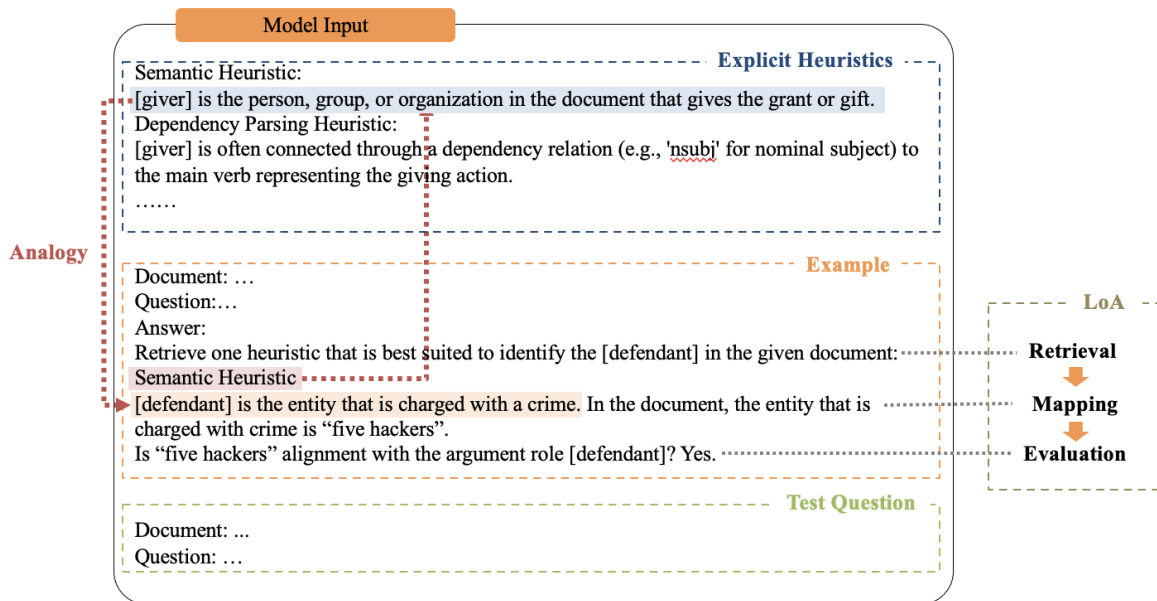 Model Input
Explicit Heuristics
Semantic Heuristic:
[giver] is the person, group, or organization in the document that gives the grant or gift.
Dependency Parsing Heuristic:
[giver] is often connected through a dependency relation (e.g., 'nsubj' for nominal subject) to
the main verb representing the giving action.
……
Analogy
Example
Document: …
Question:…
Answer:
Retrieve one heuristic that is best suited to identify the [defendant] in the given document:
Semantic Heuristic
[defendant] is the entity that is charged with a crime. In the document, the entity that is
charged with crime is “five hackers”.
Is “five hackers” alignment with the argument role [defendant]? Yes.
LoA
Retrieval
Mapping
Evaluation
Test Question
Document: ...
Question: …